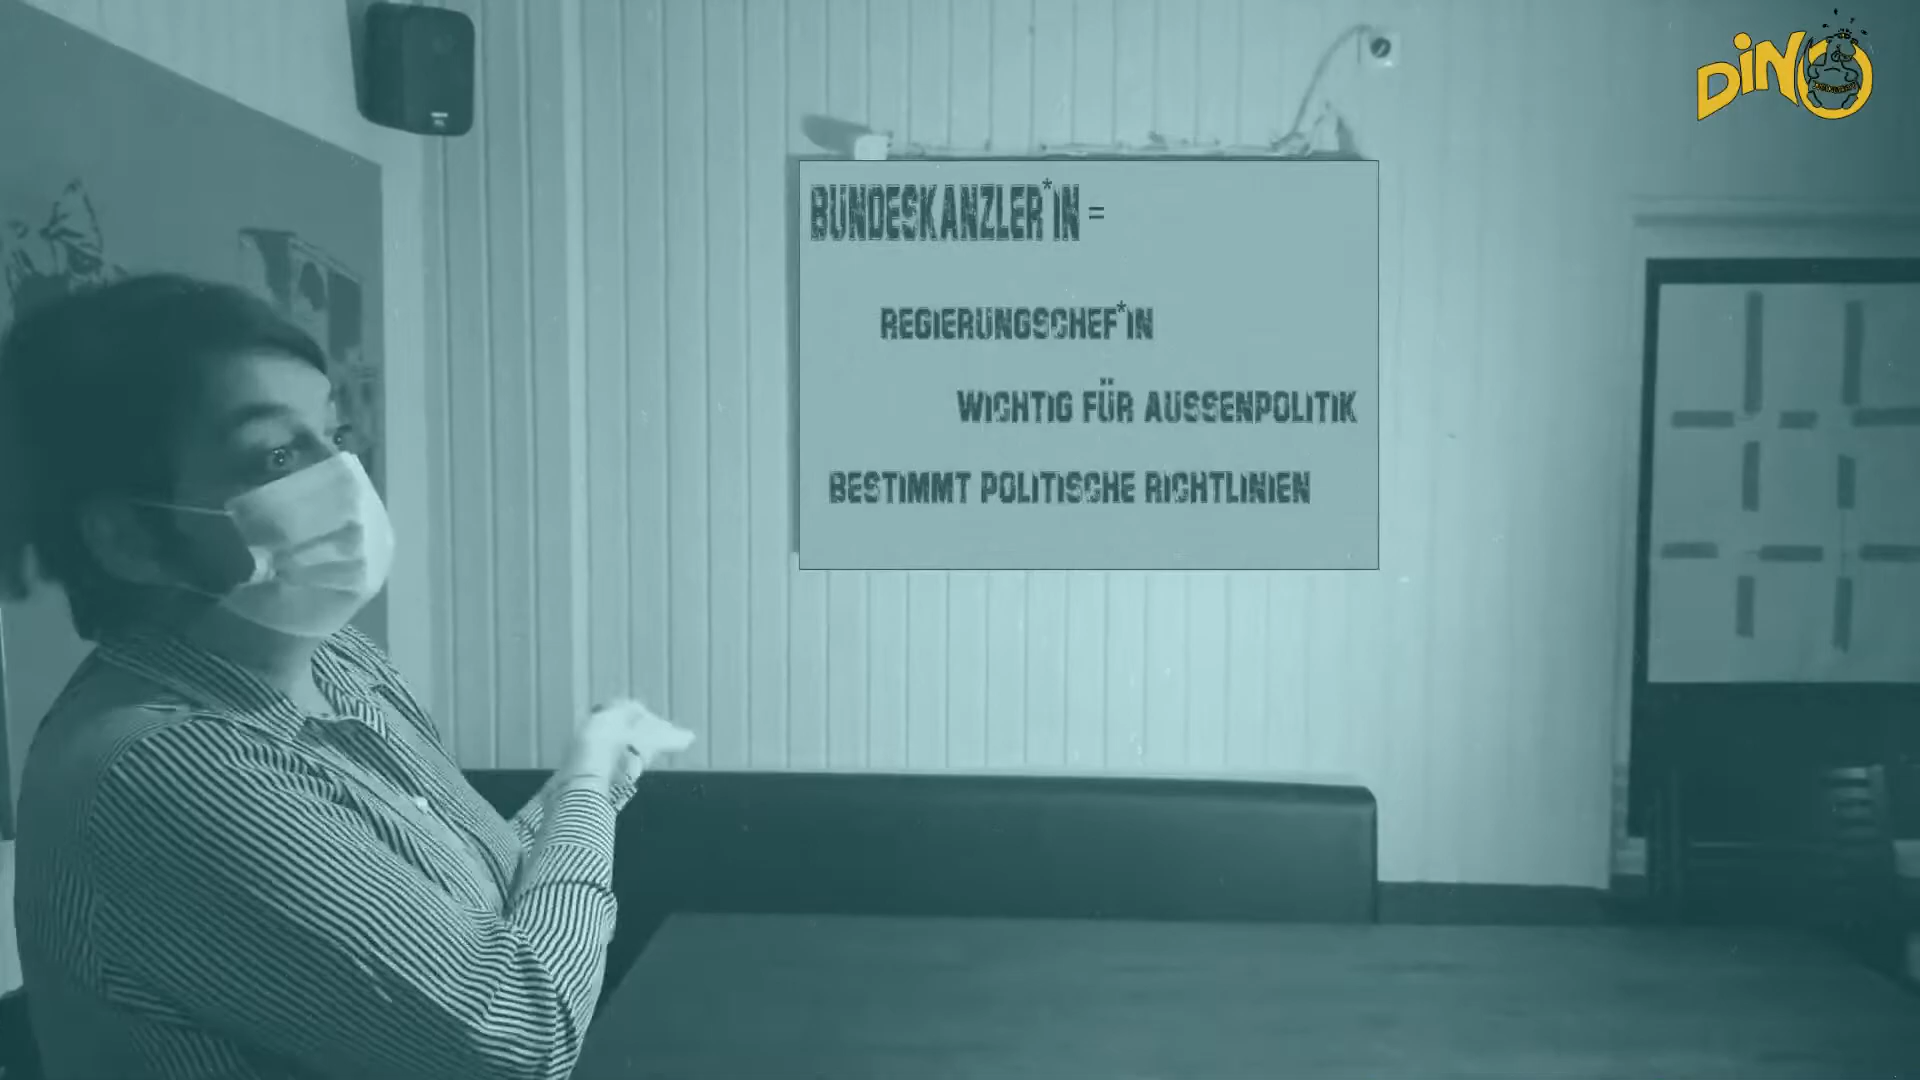 DINO
BUNDESKANZLER*IN =
REGIERUNGSCHEF*IN
WICHTIG FÜR AUSSENPOLITIK
BESTIMMT POLITISCHE RICHTLINIEN